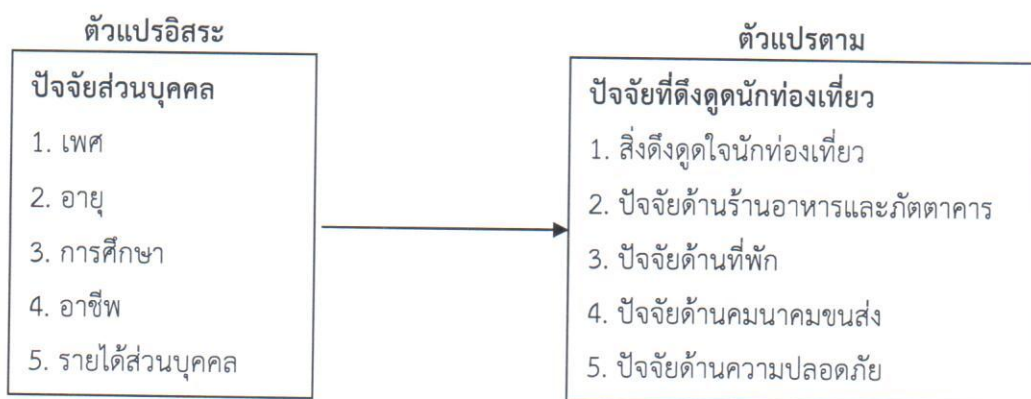 ตัวแปรอิสระ
ปัจจัยส่วนบุคคล
1. เพศ
2. อายุ
3. การศึกษา
4. อาชีพ
5. รายได้ส่วนบุคคล
ตัวแปรตาม
ปัจจัยที่ดึงดูดนักท่องเที่ยว
1. สิ่งดึงดูดใจนักท่องเที่ยว
2. ปัจจัยด้านร้านอาหารและภัตตาคาร
3. ปัจจัยด้านที่พัก
4. ปัจจัยด้านคมนาคมขนส่ง
5. ปัจจัยด้านความปลอดภัย